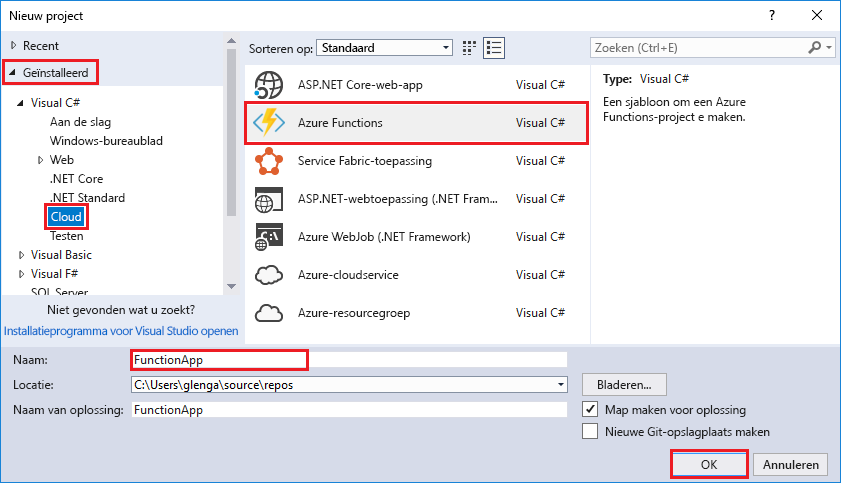 Nieuw project
Recent
Geïnstalleerd
Visual C#
Aan de slag
Windows-bureaublad
Web
.NET Core
.NET Standard
Cloud
Testen
Visual Basic
Visual F#
SQL Server
Niet gevonden wat u zoekt?
Installatieprogramma voor Visual Studio openen
Sorteren op: Standaard
Zoeken (Ctrl+E)
ASP.NET Core-web-app Visual C#
Azure Functions Visual C#
Service Fabric-toepassing Visual C#
ASP.NET-webtoepassing (.NET Fram... Visual C#
Azure WebJob (.NET Framework) Visual C#
Azure-cloudservice Visual C#
Azure-resourcegroep Visual C#
Type: Visual C#
Een sjabloon om een Azure
Functions-project e maken.
Naam: FunctionApp
Locatie: C:\Users\glenga\source\repos
Bladeren...
Naam van oplossing: FunctionApp
Map maken voor oplossing
Nieuwe Git-opslagplaats maken
OK Annuleren